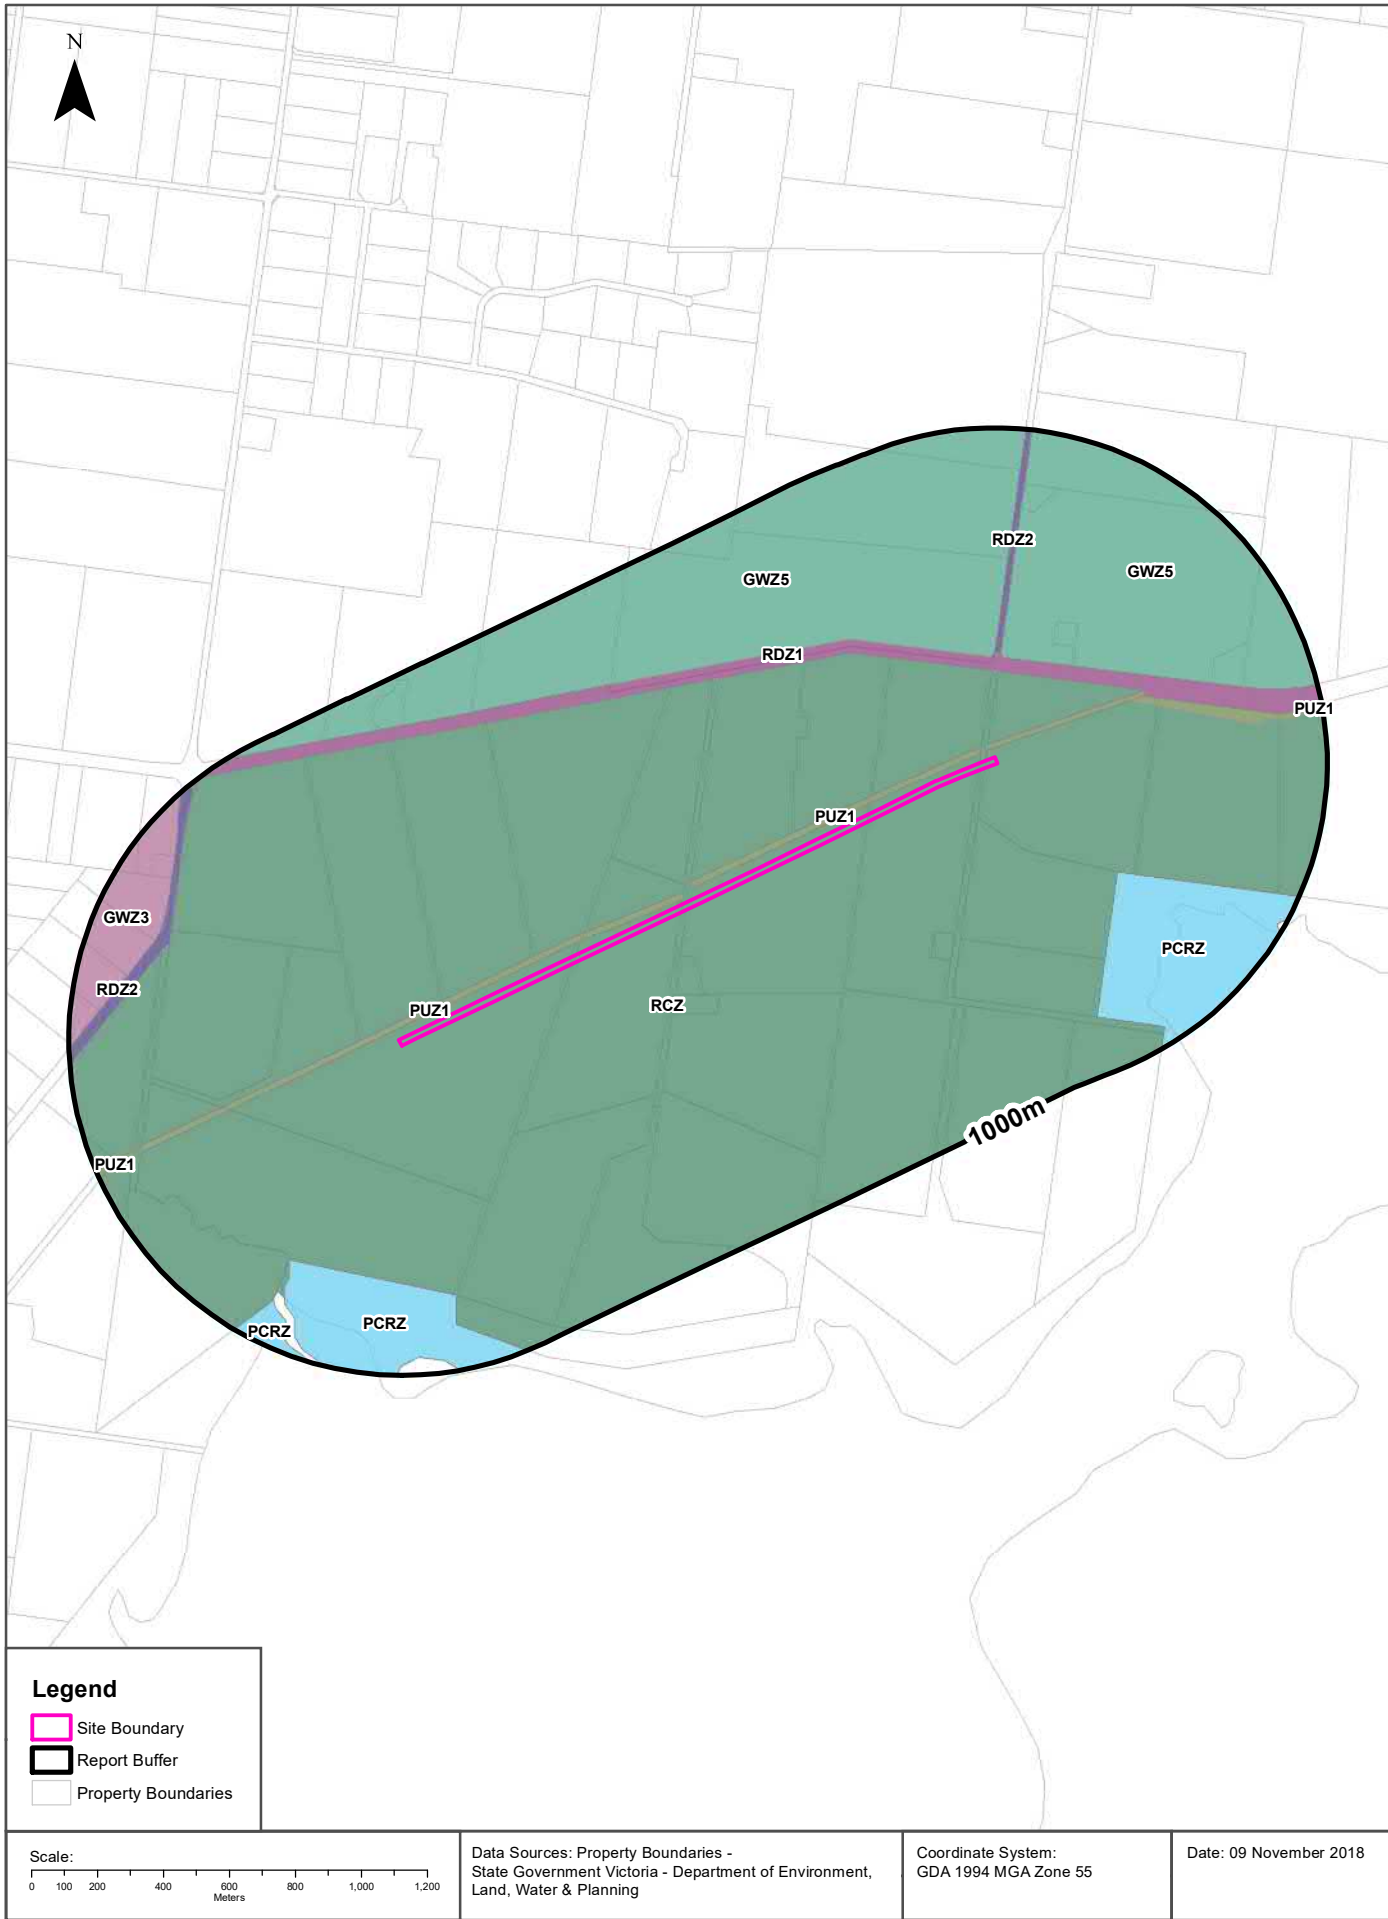 N
RDZ2
GWZ5
GWZ5
RDZ1
PUZ1
PUZ1
GWZ3
PCRZ
RDZ2
RCZ
PUZ1
1000m
PUZ1
PCRZ
PCRZ
Legend
Site Boundary
Report Buffer
Property Boundaries
Scale:
0 100 200 400 600 800 1,000 1,200
Meters
Data Sources: Property Boundaries -
State Government Victoria - Department of Environment,
Land, Water & Planning
Coordinate System:
GDA 1994 MGA Zone 55
Date: 09 November 2018